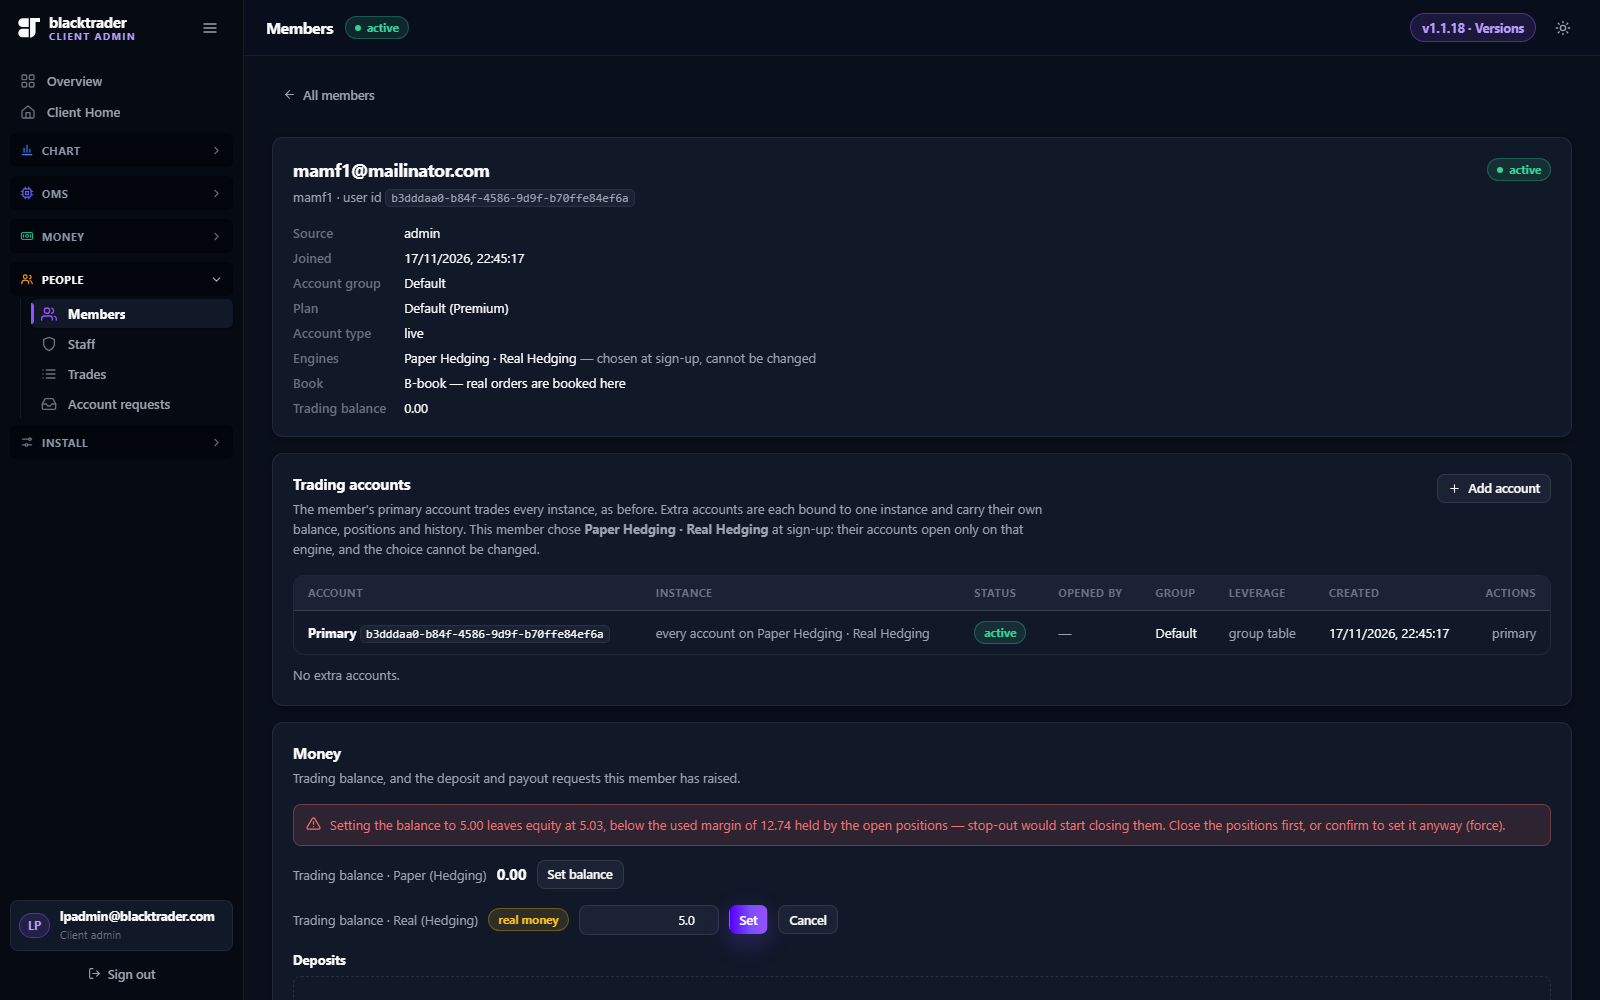 blacktrader
CLIENT ADMIN
Members
active
v1.1.18 · Versions
Overview
Client Home
CHART
OMS
MONEY
PEOPLE
Members
Staff
Trades
Account requests
INSTALL
LP
lpadmin@blacktrader.com
Client admin
Sign out
All members
mamf1@mailinator.com
active
mamf1 · user id b3dddaa0-b84f-4586-9d9f-b70ffe84ef6a
Source admin
Joined 17/11/2026, 22:45:17
Account group Default
Plan Default (Premium)
Account type live
Engines Paper Hedging · Real Hedging — chosen at sign-up, cannot be changed
Book B-book — real orders are booked here
Trading balance 0.00
Trading accounts
Add account
The member's primary account trades every instance, as before. Extra accounts are each bound to one instance and carry their own
balance, positions and history. This member chose Paper Hedging · Real Hedging at sign-up: their accounts open only on that
engine, and the choice cannot be changed.
ACCOUNT INSTANCE STATUS OPENED BY GROUP LEVERAGE CREATED ACTIONS
Primary b3dddaa0-b84f-4586-9d9f-b70ffe84ef6a every account on Paper Hedging · Real Hedging active — Default group table 17/11/2026, 22:45:17 primary
No extra accounts.
Money
Trading balance, and the deposit and payout requests this member has raised.
Setting the balance to 5.00 leaves equity at 5.03, below the used margin of 12.74 held by the open positions — stop-out would start closing them. Close the positions first, or confirm to set it anyway (force).
Trading balance · Paper (Hedging) 0.00 Set balance
Trading balance · Real (Hedging) real money 5.0 Set Cancel
Deposits